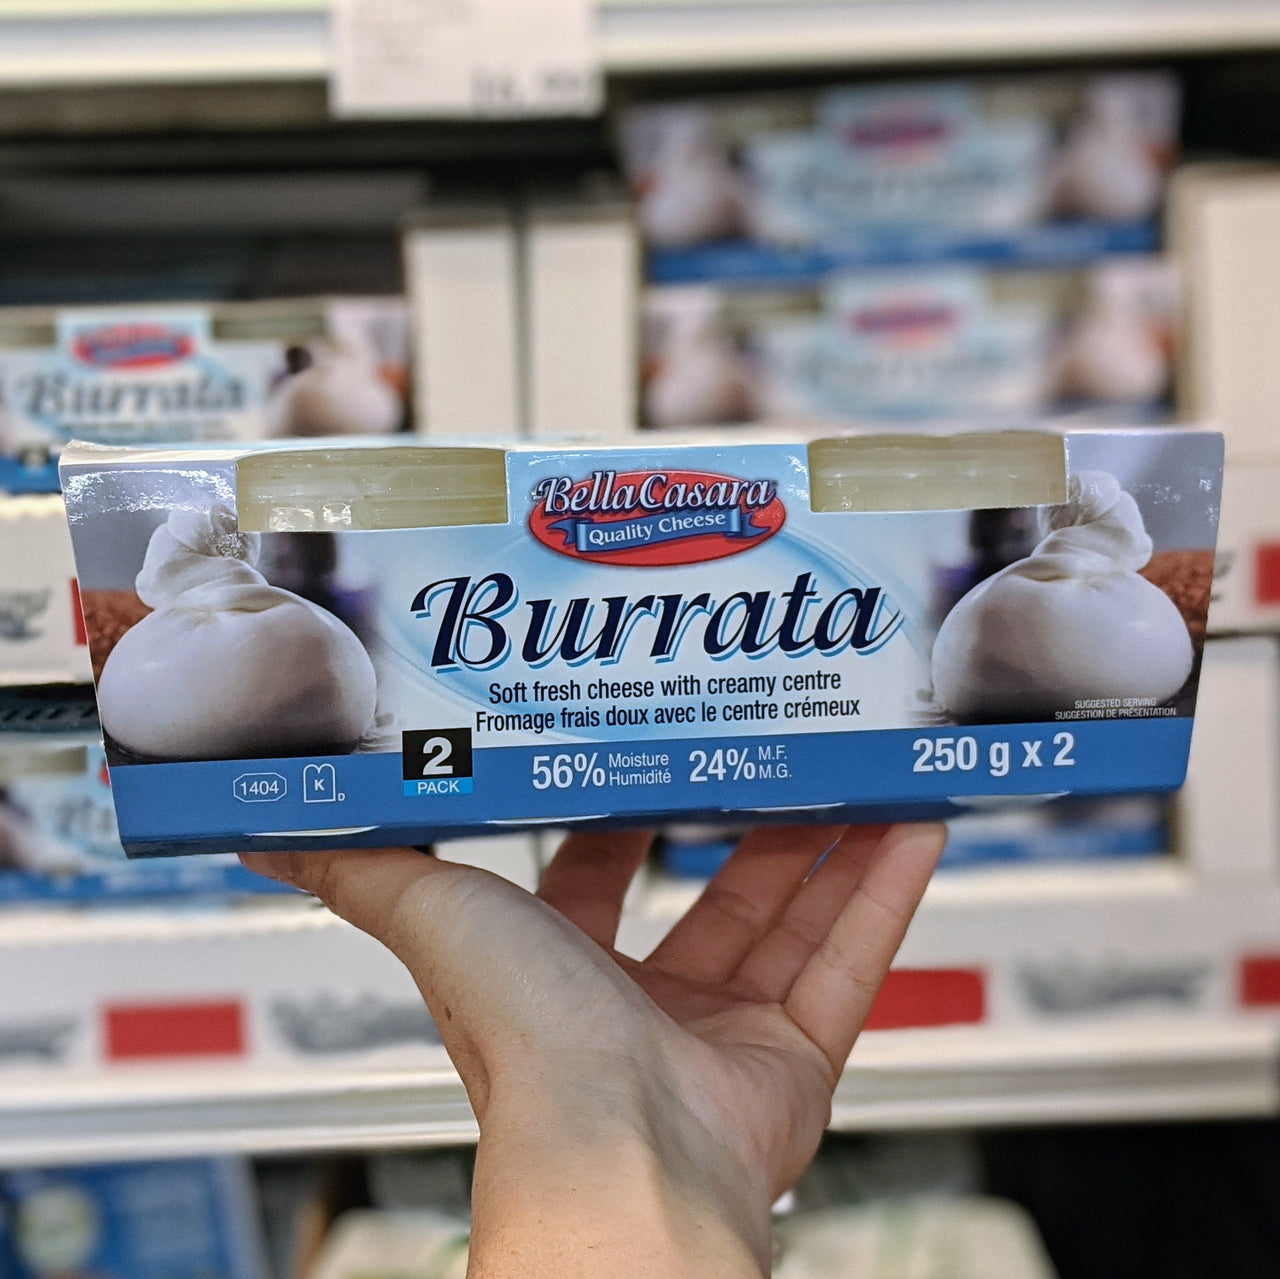 Burrata
BellaCasara
Quality Cheese
Burrata
Soft fresh cheese with creamy centre
Fromage frais doux avec le centre crémeux
SUGGESTED SERVING
SUGGESTION DE PRÉSENTATION
1404
K
D
2
PACK
56% Moisture
Humidité
24% M.F.
M.G.
250 g x 2